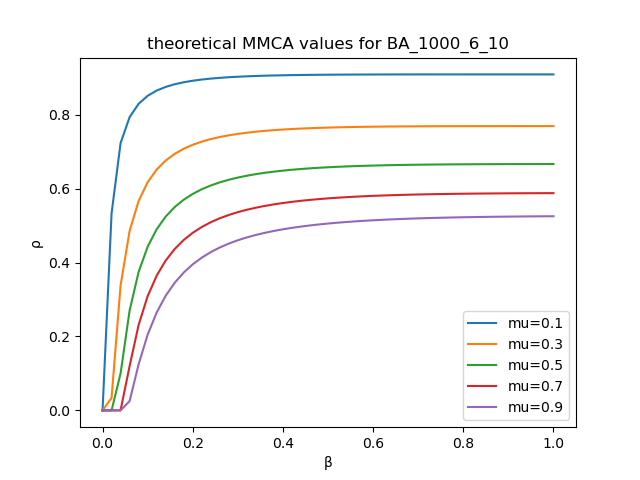 theoretical MMCA values for BA_1000_6_10
ρ
0.8
0.6
0.4
0.2
0.0
0.0 0.2 0.4 0.6 0.8 1.0
β
mu=0.1
mu=0.3
mu=0.5
mu=0.7
mu=0.9